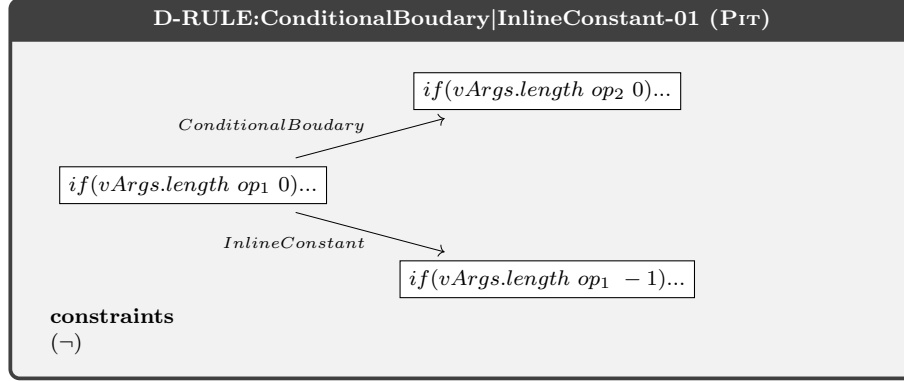 D-RULE:ConditionalBoudary|InlineConstant-01 (PIT)
if(vArgs.length op₂ 0)...
ConditionalBoudary
if(vArgs.length op₁ 0)...
InlineConstant
if(vArgs.length op₁ − 1)...
constraints
(¬)